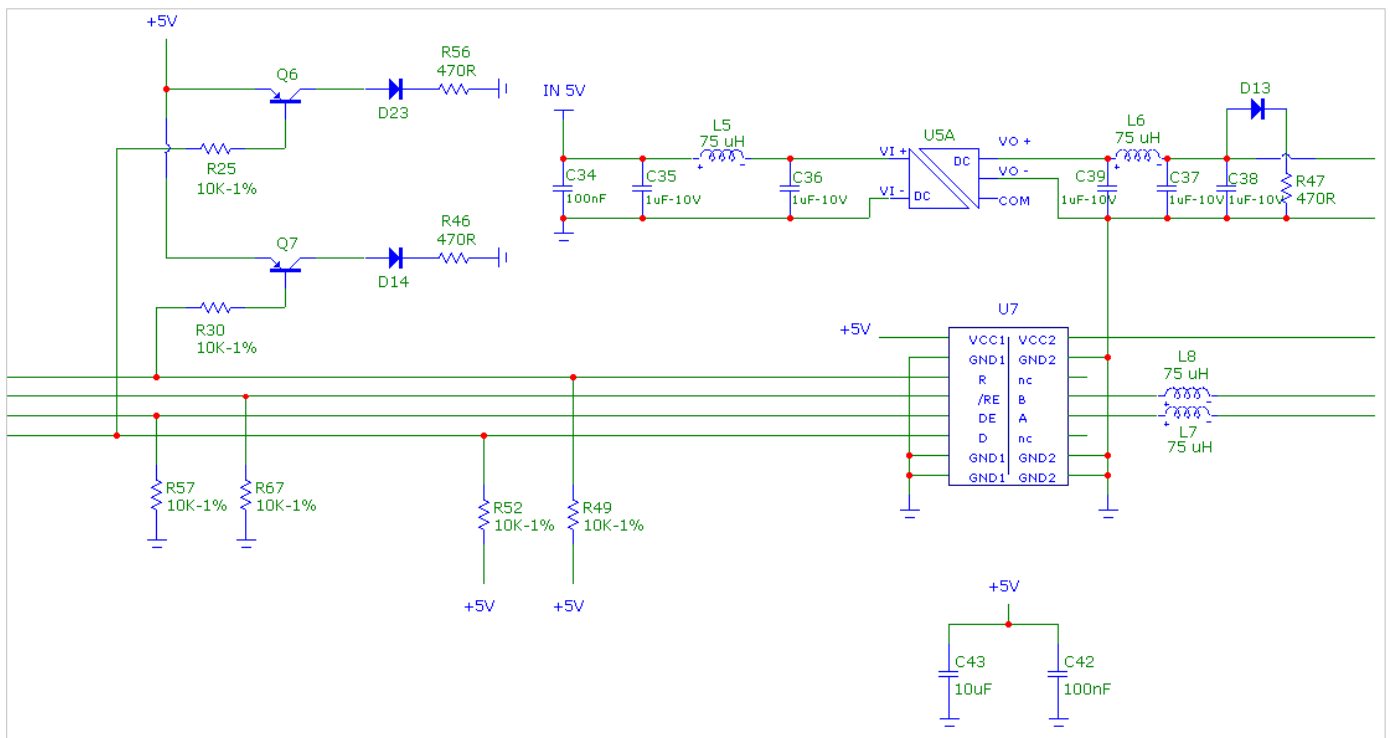 +5V
Q6
R56
470R
D23
R25
10K-1%
IN 5V
L5
75 uH
C34
100nF
C35
1uF-10V
C36
1uF-10V
U5A
VI +
VI -
DC
DC
VO +
VO -
COM
L6
75 uH
D13
C39
1uF-10V
C37
1uF-10V
C38
1uF-10V
R47
470R
Q7
R46
470R
D14
R30
10K-1%
U7
+5V
VCC1 VCC2
GND1 GND2
R nc
/RE B
DE A
D nc
GND1 GND2
GND1 GND2
L8
75 uH
+ -
+ -
L7
75 uH
R57
10K-1%
R67
10K-1%
R52
10K-1%
R49
10K-1%
+5V
+5V
+5V
C43
10uF
C42
100nF